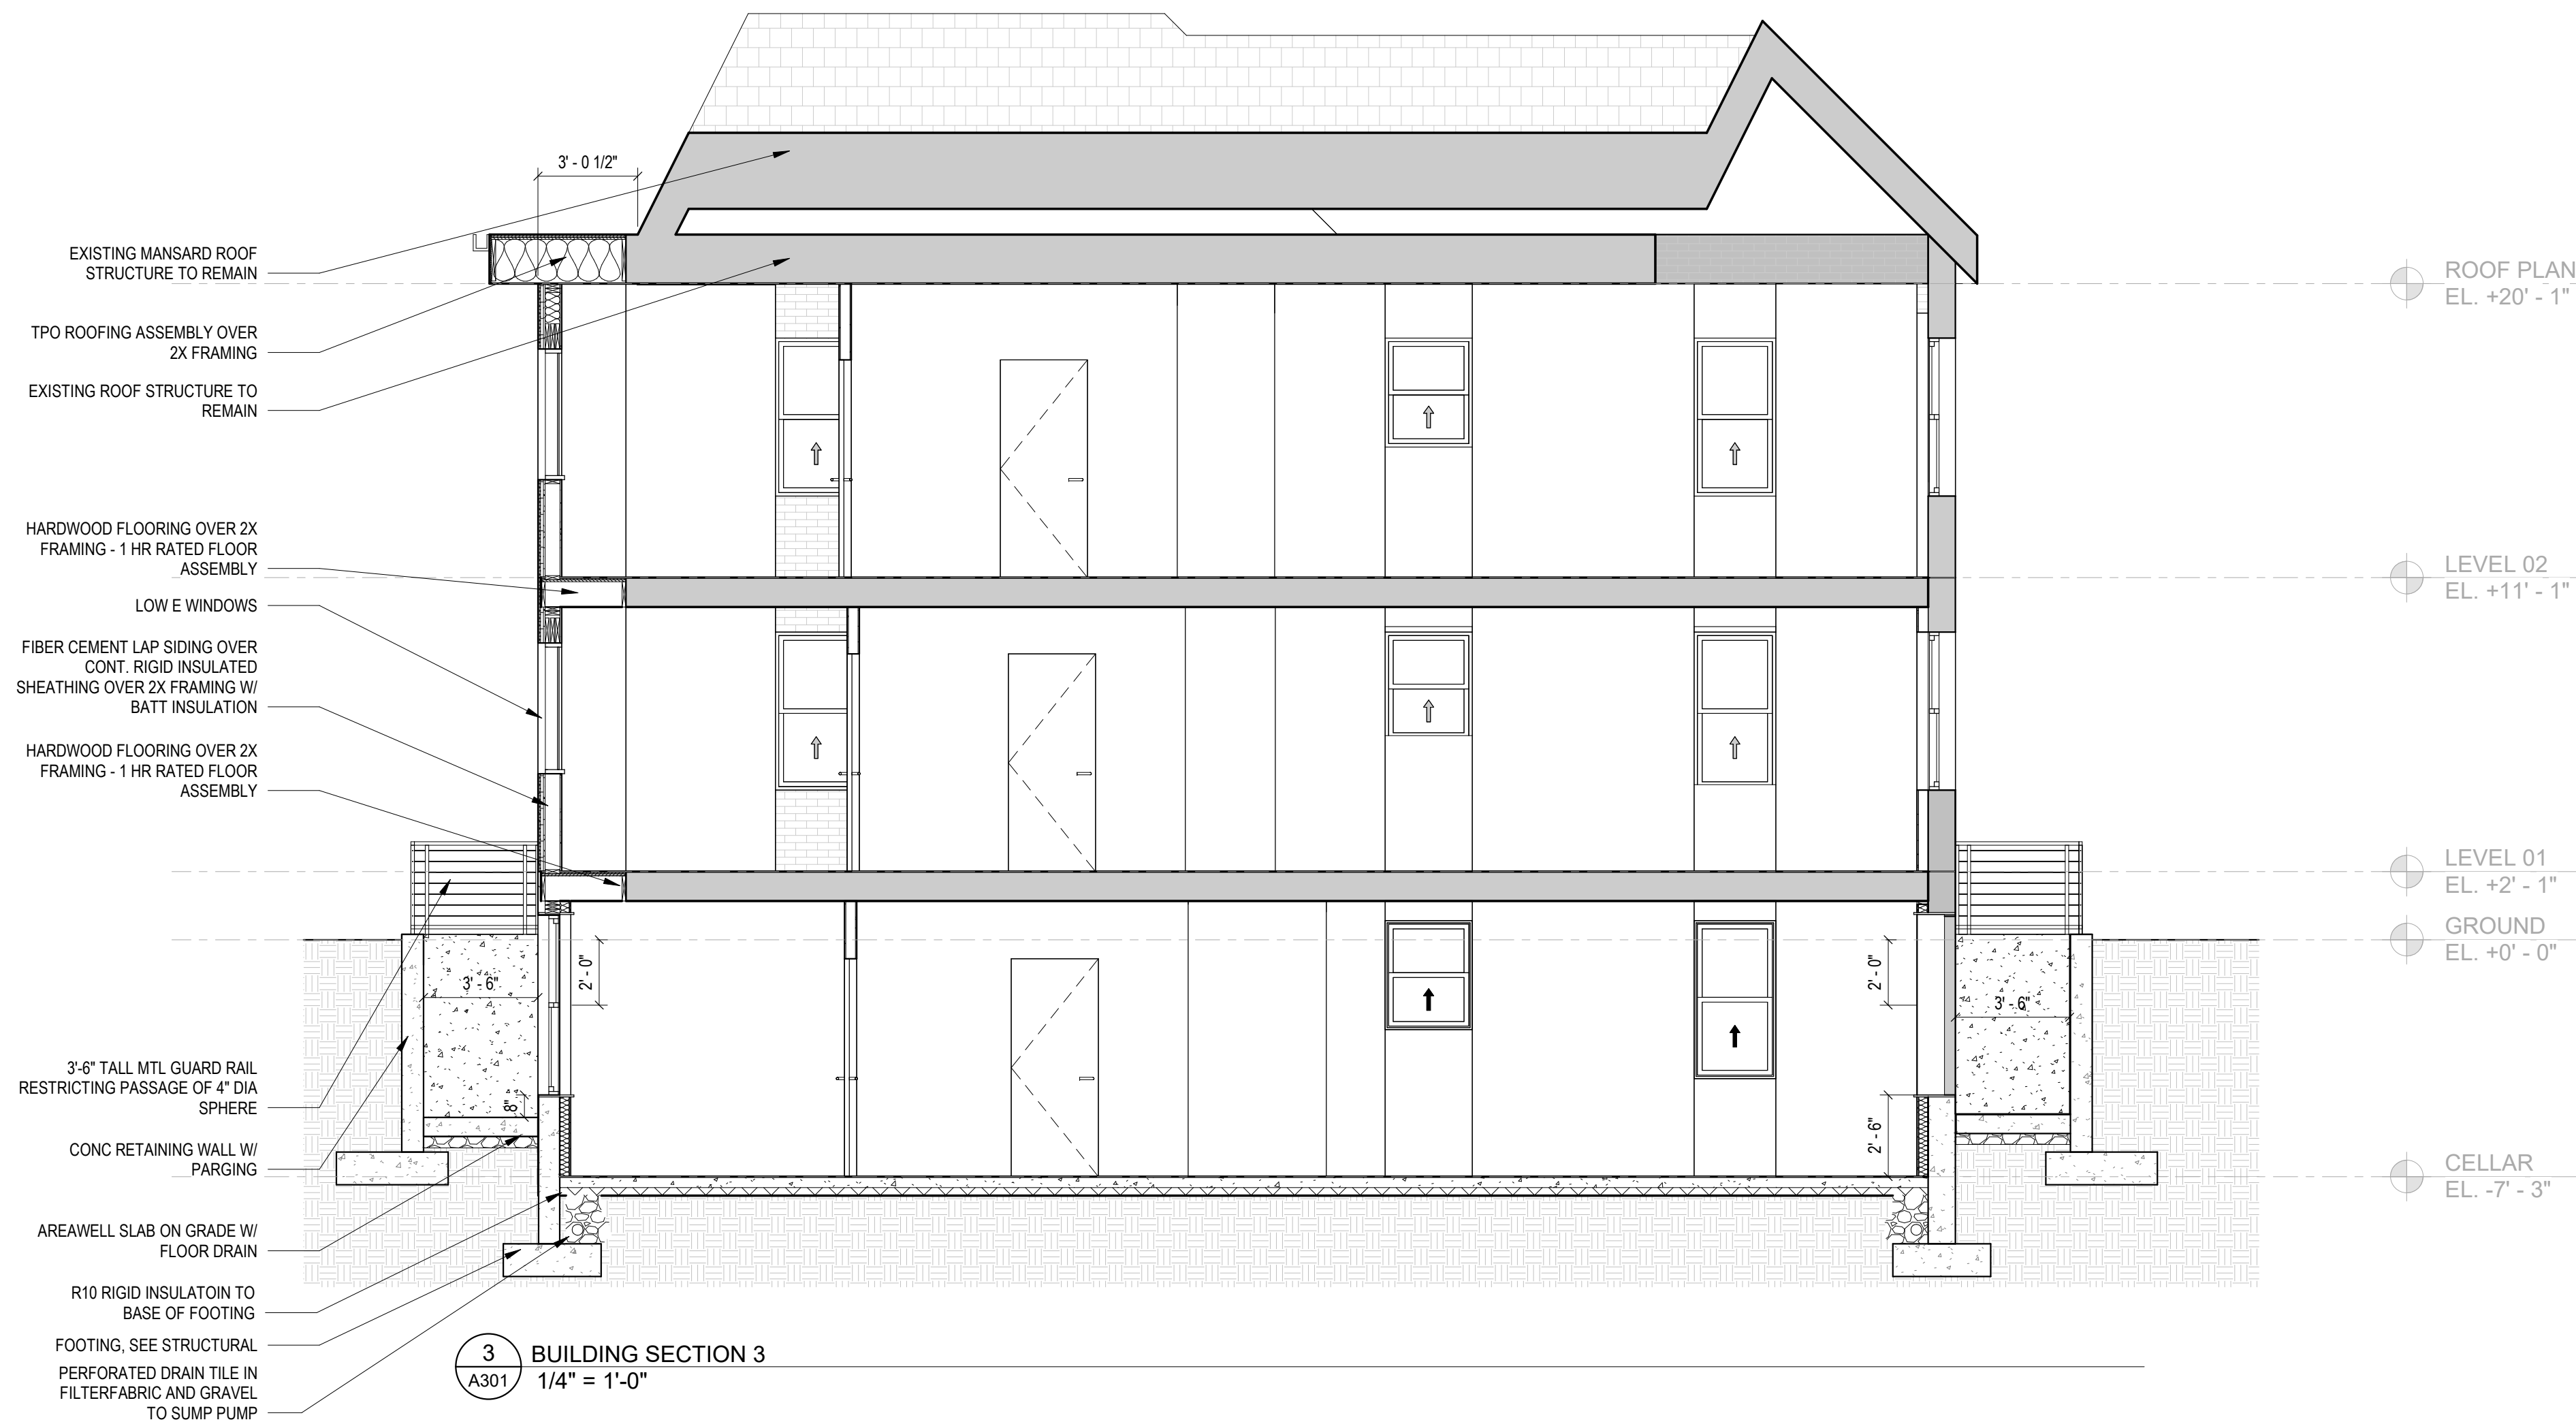 3' - 0 1/2"
EXISTING MANSARD ROOF
STRUCTURE TO REMAIN
TPO ROOFING ASSEMBLY OVER
2X FRAMING
EXISTING ROOF STRUCTURE TO
REMAIN
HARDWOOD FLOORING OVER 2X
FRAMING - 1 HR RATED FLOOR
ASSEMBLY
LOW E WINDOWS
FIBER CEMENT LAP SIDING OVER
CONT. RIGID INSULATED
SHEATHING OVER 2X FRAMING W/
BATT INSULATION
HARDWOOD FLOORING OVER 2X
FRAMING - 1 HR RATED FLOOR
ASSEMBLY
3'-6" TALL MTL GUARD RAIL
RESTRICTING PASSAGE OF 4" DIA
SPHERE
CONC RETAINING WALL W/
PARGING
AREAWELL SLAB ON GRADE W/
FLOOR DRAIN
R10 RIGID INSULATOIN TO
BASE OF FOOTING
FOOTING, SEE STRUCTURAL
PERFORATED DRAIN TILE IN
FILTERFABRIC AND GRAVEL
TO SUMP PUMP
3' - 6"
2' - 0"
8"
2' - 0"
3' - 6"
2' - 6"
ROOF PLAN
EL. +20' - 1"
LEVEL 02
EL. +11' - 1"
LEVEL 01
EL. +2' - 1"
GROUND
EL. +0' - 0"
CELLAR
EL. -7' - 3"
3
A301
BUILDING SECTION 3
1/4" = 1'-0"